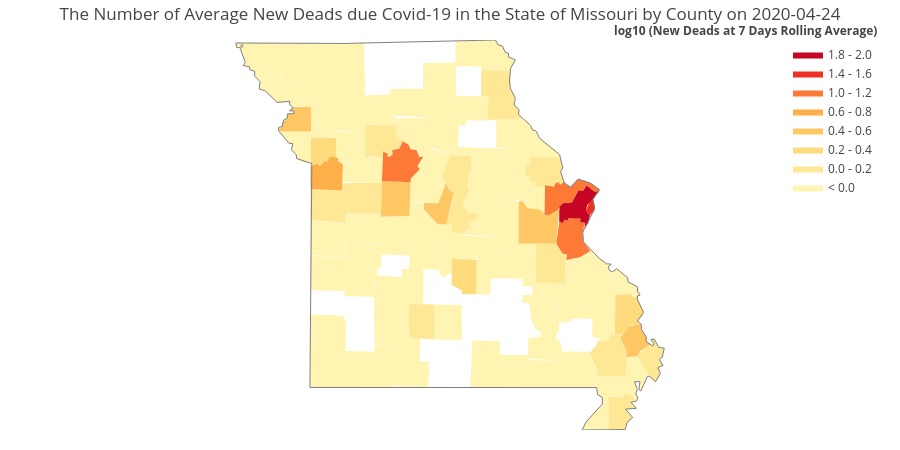 The Number of Average New Deads due Covid-19 in the State of Missouri by County on 2020-04-24
log10 (New Deads at 7 Days Rolling Average)
1.8 - 2.0
1.4 - 1.6
1.0 - 1.2
0.6 - 0.8
0.4 - 0.6
0.2 - 0.4
0.0 - 0.2
< 0.0